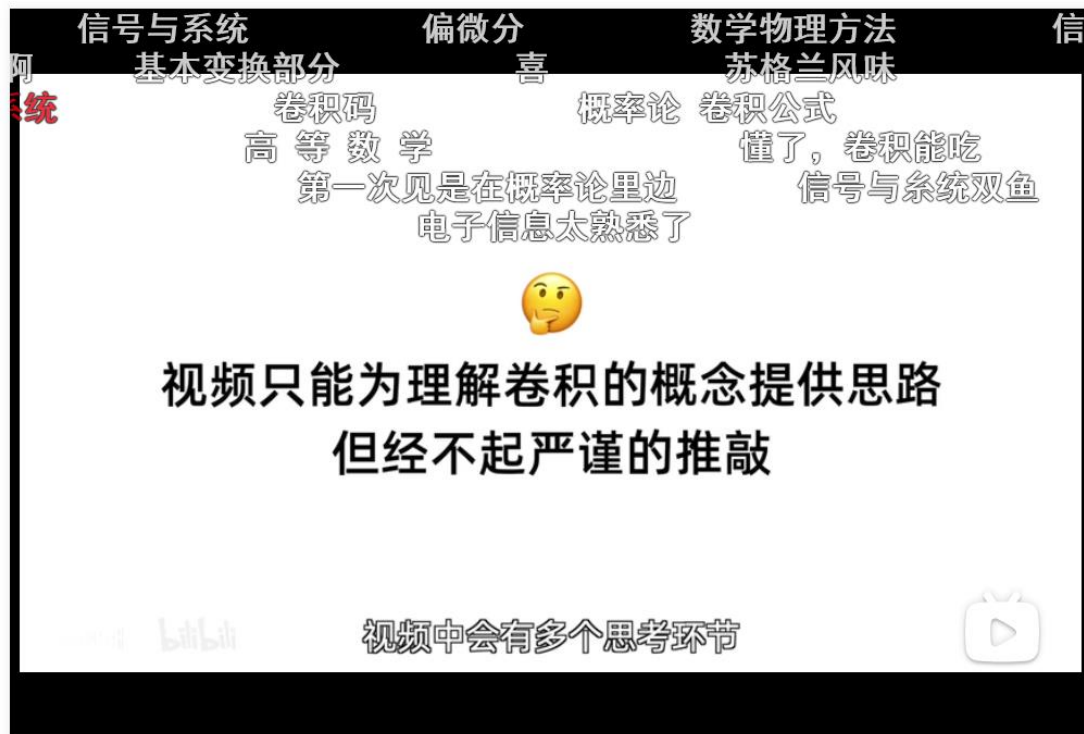 信号与系统 偏微分 数学物理方法 信
啊 基本变换部分 喜 苏格兰风味
系统 卷积码 概率论 卷积公式
高 等 数 学 懂了，卷积能吃
第一次见是在概率论里边 信号与糸统双鱼
电子信息太熟悉了
视频只能为理解卷积的概念提供思路
但经不起严谨的推敲
bilibili 视频中会有多个思考环节